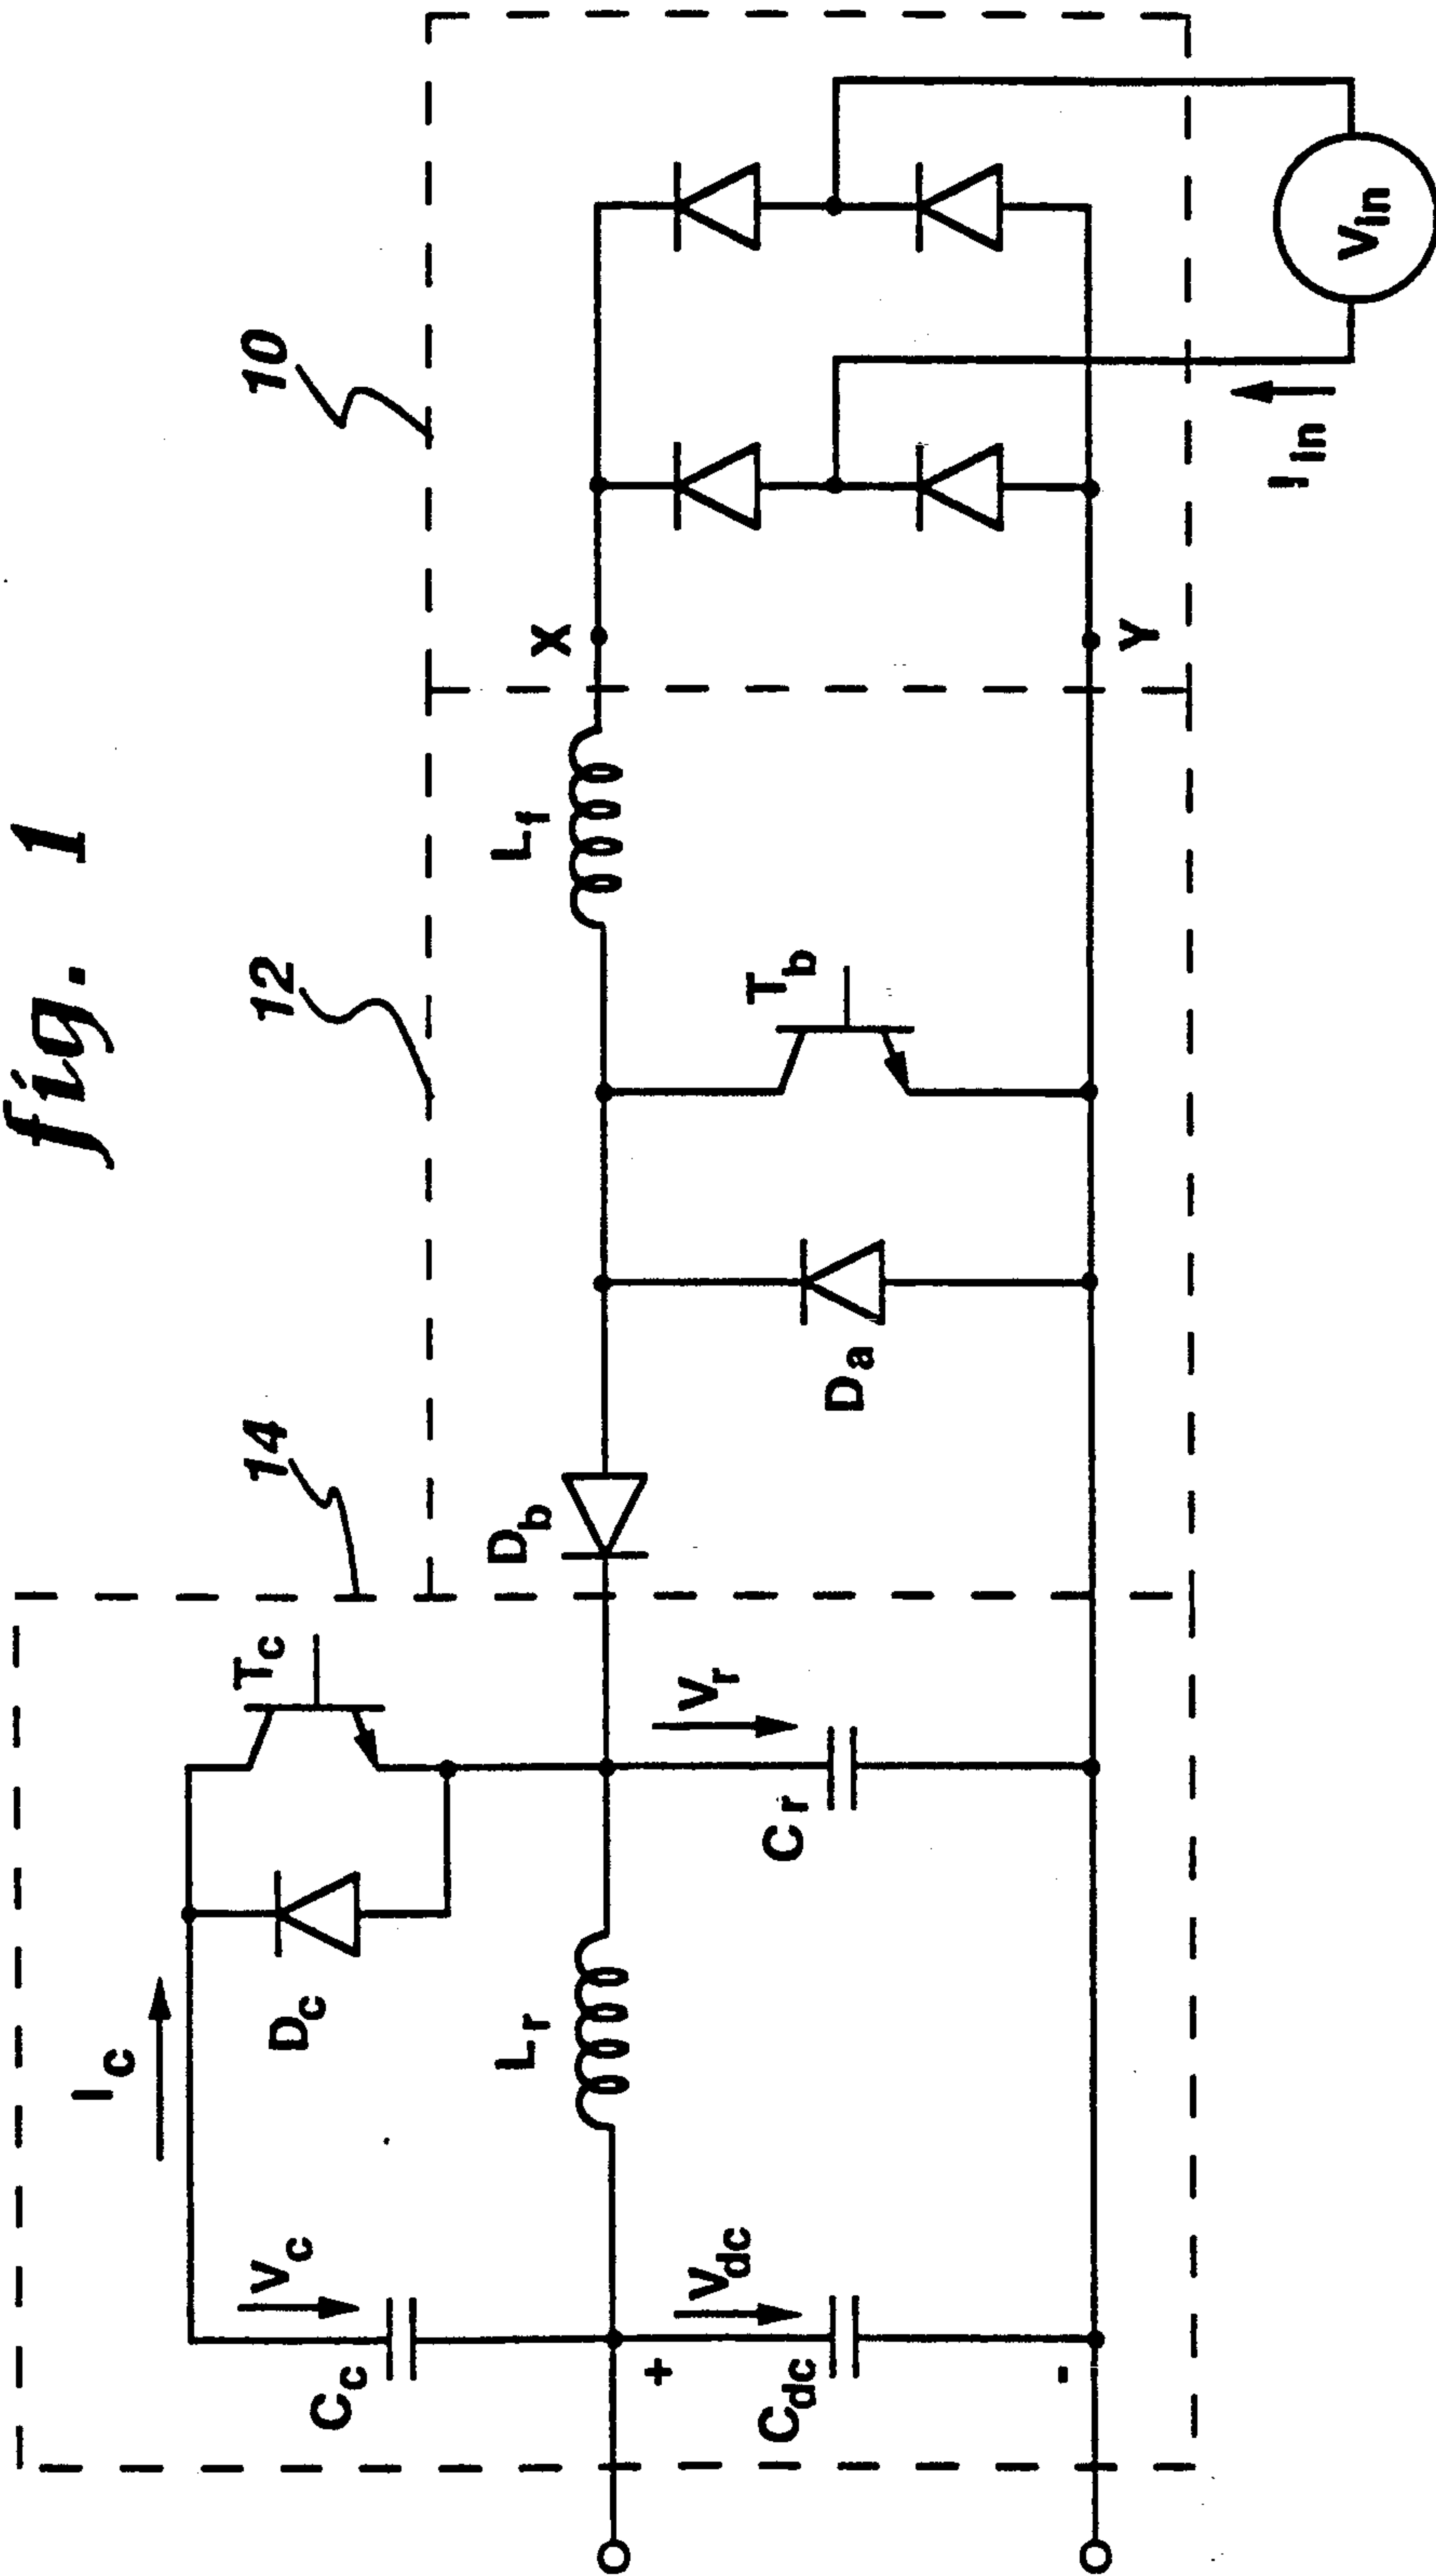 fig. 1
10
12
14
X
Y
V_in
I_in
L_f
T_b
D_a
D_b
T_c
D_c
I_c
V_r
C_r
L_r
V_c
C_c
V_dc
C_dc
+
-